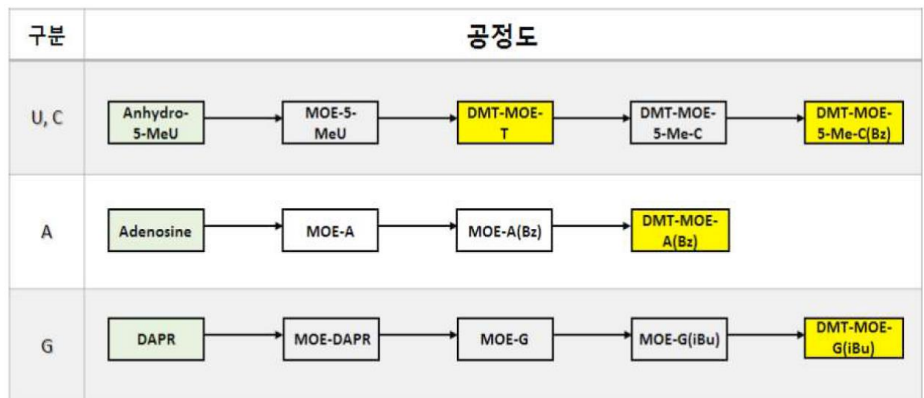 구분
공정도
U, C
Anhydro-
5-MeU
MOE-5-
MeU
DMT-MOE-
T
DMT-MOE-
5-Me-C
DMT-MOE-
5-Me-C(Bz)
A
Adenosine
MOE-A
MOE-A(Bz)
DMT-MOE-
A(Bz)
G
DAPR
MOE-DAPR
MOE-G
MOE-G(iBu)
DMT-MOE-
G(iBu)